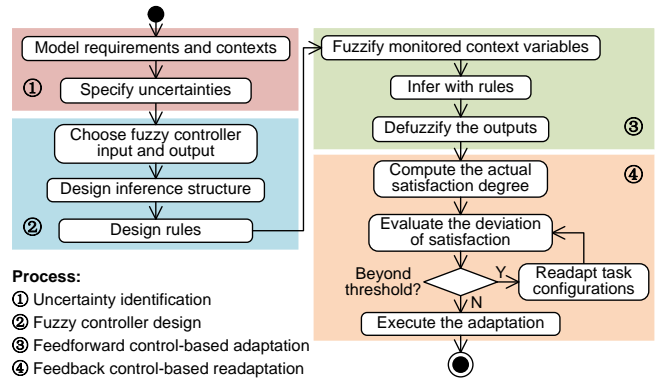 Model requirements and contexts
① Specify uncertainties
Choose fuzzy controller
input and output
Design inference structure
② Design rules
Fuzzify monitored context variables
Infer with rules
Defuzzify the outputs
③
Compute the actual
satisfaction degree
④
Evaluate the deviation
of satisfaction
Beyond
threshold?
Y
N
Readapt task
configurations
Execute the adaptation
Process:
① Uncertainty identification
② Fuzzy controller design
③ Feedforward control-based adaptation
④ Feedback control-based readaptation